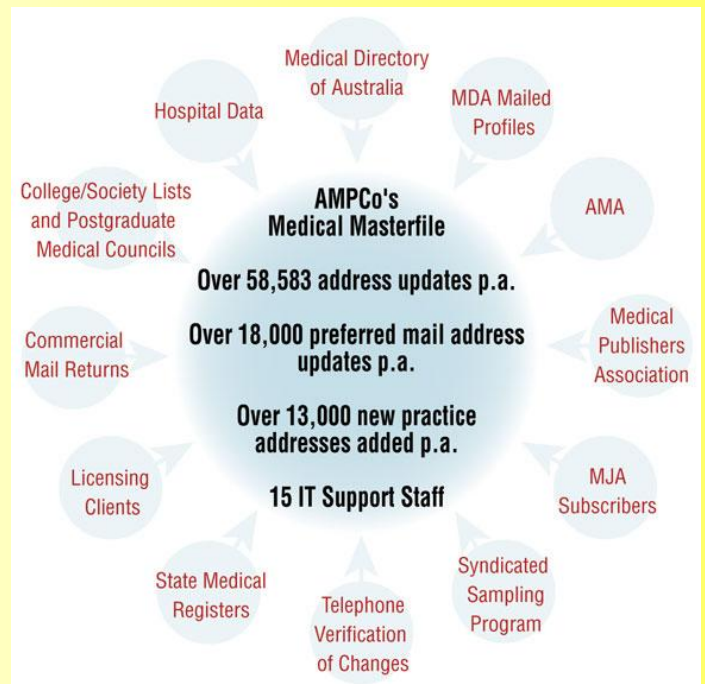 Medical Directory
of Australia
MDA Mailed
Profiles
AMA
Medical
Publishers
Association
MJA
Subscribers
Syndicated
Sampling
Program
Telephone
Verification
of Changes
State Medical
Registers
Licensing
Clients
Commercial
Mail Returns
College/Society Lists
and Postgraduate
Medical Councils
Hospital Data
AMPCo's
Medical Masterfile
Over 58,583 address updates p.a.
Over 18,000 preferred mail address
updates p.a.
Over 13,000 new practice
addresses added p.a.
15 IT Support Staff